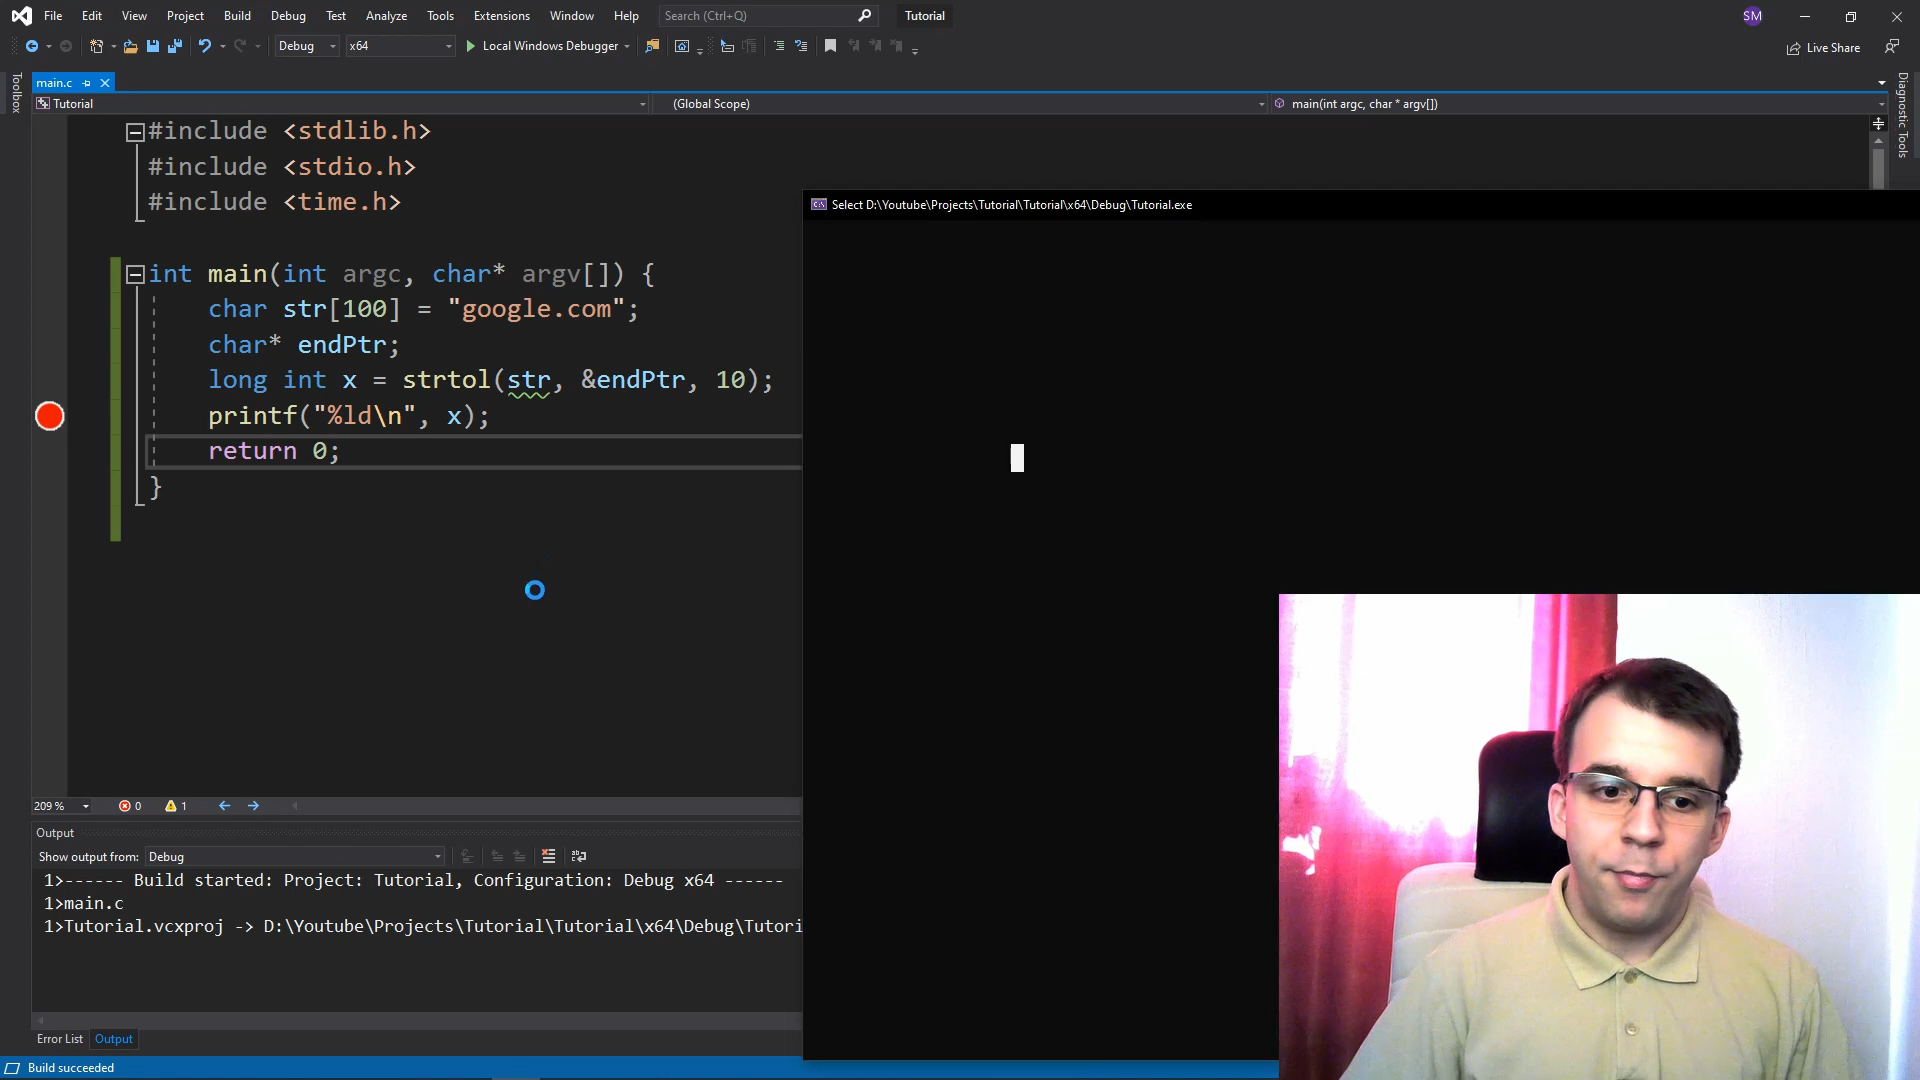 File Edit View Project Build Debug Test Analyze Tools Extensions Window Help Search (Ctrl+Q) Tutorial SM
Debug x64 Local Windows Debugger Live Share
Toolbox
main.c
Diagnostic Tools
Tutorial (Global Scope) main(int argc, char * argv[])
#include <stdlib.h>
#include <stdio.h>
#include <time.h>
int main(int argc, char* argv[]) {
char str[100] = "google.com";
char* endPtr;
long int x = strtol(str, &endPtr, 10);
printf("%ld\n", x);
return 0;
}
Select D:\Youtube\Projects\Tutorial\Tutorial\x64\Debug\Tutorial.exe
209 % 0 1
Output
Show output from: Debug
1>------ Build started: Project: Tutorial, Configuration: Debug x64 ------
1>main.c
1>Tutorial.vcxproj -> D:\Youtube\Projects\Tutorial\Tutorial\x64\Debug\Tutori
Error List Output
Build succeeded